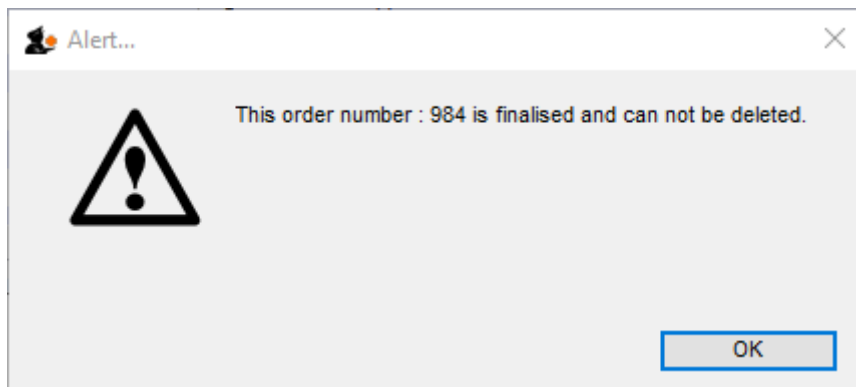 Alert...
This order number : 984 is finalised and can not be deleted.
OK